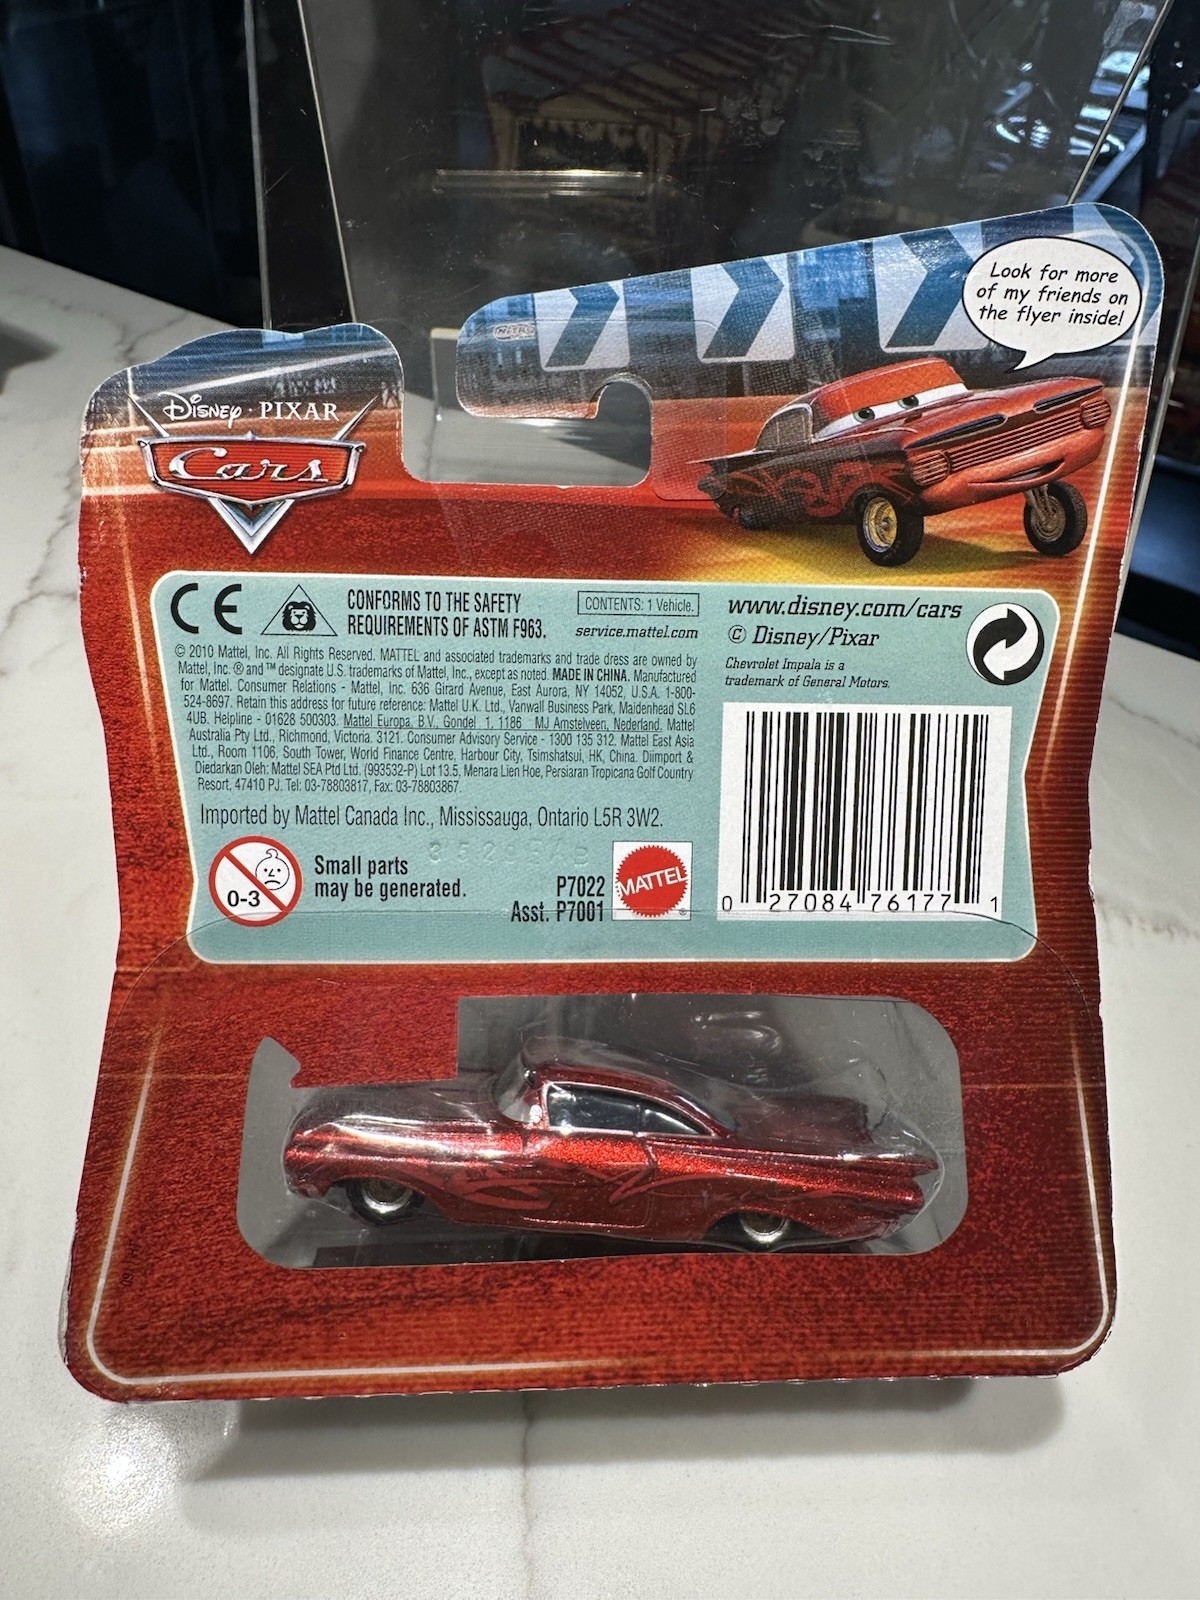 Look for more
of my friends on
the flyer inside!
Disney · PIXAR
Cars
CE
CONFORMS TO THE SAFETY
REQUIREMENTS OF ASTM F963.
CONTENTS: 1 Vehicle.
service.mattel.com
© 2010 Mattel, Inc. All Rights Reserved. MATTEL and associated trademarks and trade dress are owned by
Mattel, Inc. ® and ™ designate U.S. trademarks of Mattel, Inc., except as noted. MADE IN CHINA. Manufactured
for Mattel. Consumer Relations - Mattel, Inc. 636 Girard Avenue, East Aurora, NY 14052, U.S.A. 1-800-
524-8697. Retain this address for future reference: Mattel U.K. Ltd., Vanwall Business Park, Maidenhead SL6
4UB. Helpline - 01628 500303. Mattel Europa, B.V., Gondel 1, 1186 MJ Amstelveen, Nederland. Mattel
Australia Pty Ltd., Richmond, Victoria. 3121. Consumer Advisory Service - 1300 135 312. Mattel East Asia
Ltd., Room 1106, South Tower, World Finance Centre, Harbour City, Tsimshatsui, HK, China. Diimport &
Diedarkan Oleh: Mattel SEA Ptd Ltd. (993532-P) Lot 13.5, Menara Lien Hoe, Persiaran Tropicana Golf Country
Resort, 47410 PJ. Tel: 03-78803817, Fax: 03-78803867.
Imported by Mattel Canada Inc., Mississauga, Ontario L5R 3W2.
0-3
Small parts
may be generated.
P7022
Asst. P7001
MATTEL
®
www.disney.com/cars
© Disney/Pixar
Chevrolet Impala is a
trademark of General Motors.
0 27084 76177 1